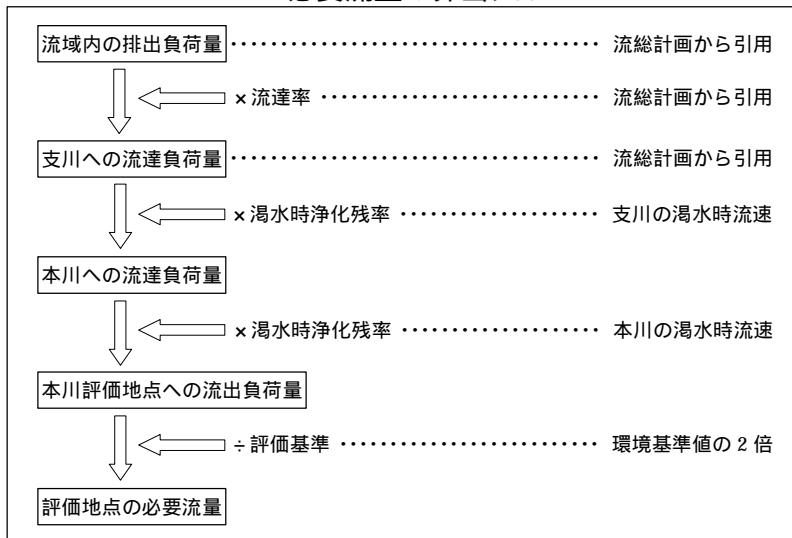 流域内の排出負荷量 ‥‥‥‥‥‥‥‥‥‥‥‥‥‥‥‥‥‥ 流総計画から引用
×流達率 ‥‥‥‥‥‥‥‥‥‥‥‥‥‥ 流総計画から引用
支川への流達負荷量 ‥‥‥‥‥‥‥‥‥‥‥‥‥‥‥‥‥‥ 流総計画から引用
×渇水時浄化残率 ‥‥‥‥‥‥‥‥‥‥ 支川の渇水時流速
本川への流達負荷量
×渇水時浄化残率 ‥‥‥‥‥‥‥‥‥‥ 本川の渇水時流速
本川評価地点への流出負荷量
÷評価基準 ‥‥‥‥‥‥‥‥‥‥‥‥‥ 環境基準値の２倍
評価地点の必要流量